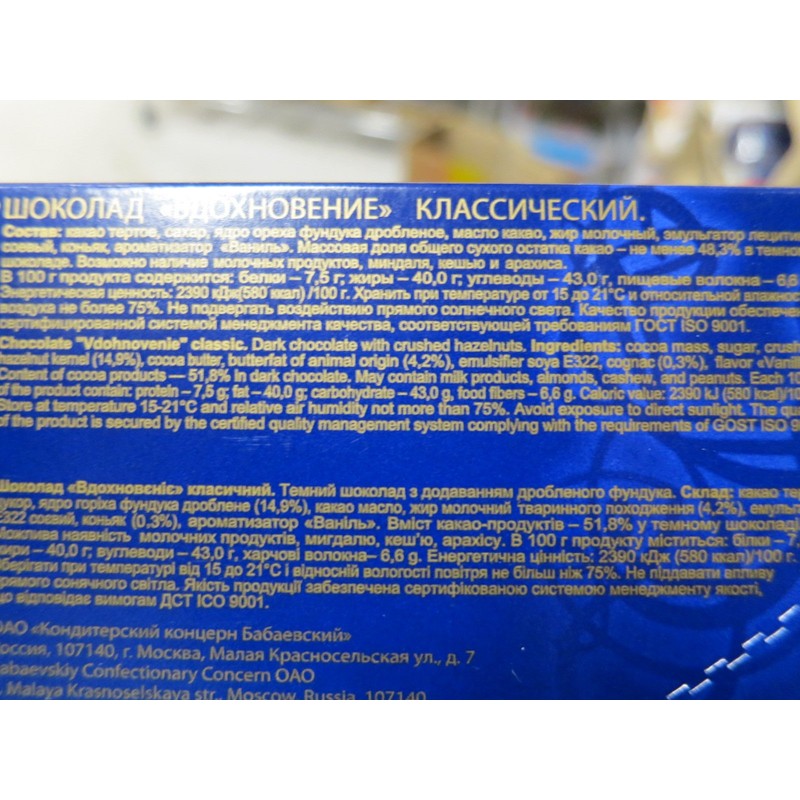 ШОКОЛАД «ВДОХНОВЕНИЕ» КЛАССИЧЕСКИЙ.
Состав: какао тертое, сахар, ядро ореха фундука дробленое, масло какао, жир молочный, эмульгатор лецитин
соевый, коньяк, ароматизатор «Ваниль». Массовая доля общего сухого остатка какао – не менее 48,3% в темном
шоколаде. Возможно наличие молочных продуктов, миндаля, кешью и арахиса.
В 100 г продукта содержится: белки – 7,5 г; жиры – 40,0 г; углеводы – 43,0 г, пищевые волокна – 6,6
Энергетическая ценность: 2390 кДж(580 ккал) /100 г. Хранить при температуре от 15 до 21°С и относительной влажно
воздуха не более 75%. Не подвергать воздействию прямого солнечного света. Качество продукции обеспече
сертифицированной системой менеджмента качества, соответствующей требованиям ГОСТ ISO 9001.
Chocolate "Vdohnovenie" classic. Dark chocolate with crushed hazelnuts. Ingredients: cocoa mass, sugar, crush
hazelnut kernel (14,9%), cocoa butter, butterfat of animal origin (4,2%), emulsifier soya E322, cognac (0,3%), flavor «Vanill
Content of cocoa products — 51,8% in dark chocolate. May contain milk products, almonds, cashew, and peanuts. Each 10
of the product contain: protein – 7,5 g; fat – 40,0 g; carbohydrate – 43,0 g, food fibers – 6,6 g. Caloric value: 2390 kJ (580 kcal)/10
Store at temperature 15-21°C and relative air humidity not more than 75%. Avoid exposure to direct sunlight. The qua
of the product is secured by the certified quality management system complying with the requirements of GOST ISO 9
Шоколад «Вдохновєніє» класичний. Темний шоколад з додаванням дробленого фундука. Склад: какао те
цукор, ядро горіха фундука дроблене (14,9%), какао масло, жир молочний тваринного походження (4,2%), емуль
E322 соєвий, коньяк (0,3%), ароматизатор «Ваніль». Вміст какао-продуктів – 51,8% у темному шоколаді
Можлива наявність молочних продуктів, мигдалю, кеш'ю, арахісу. В 100 г продукту міститься: білки – 7,
жири – 40,0 г; вуглеводи – 43,0 г, харчові волокна– 6,6 g. Енергетична цінність: 2390 кДж (580 ккал)/100 г.
Зберігати при температурі від 15 до 21°С і відносній вологості повітря не більш ніж 75%. Не піддавати впливу
прямого сонячного світла. Якість продукції забезпечена сертифікованою системою менеджменту якості,
що відповідає вимогам ДСТ ІСО 9001.
ОАО «Кондитерский концерн Бабаевский»
Россия, 107140, г. Москва, Малая Красносельская ул., д. 7
Babaevskiy Confectionary Concern OAO
, Malaya Krasnoselskaya str., Moscow, Russia, 107140